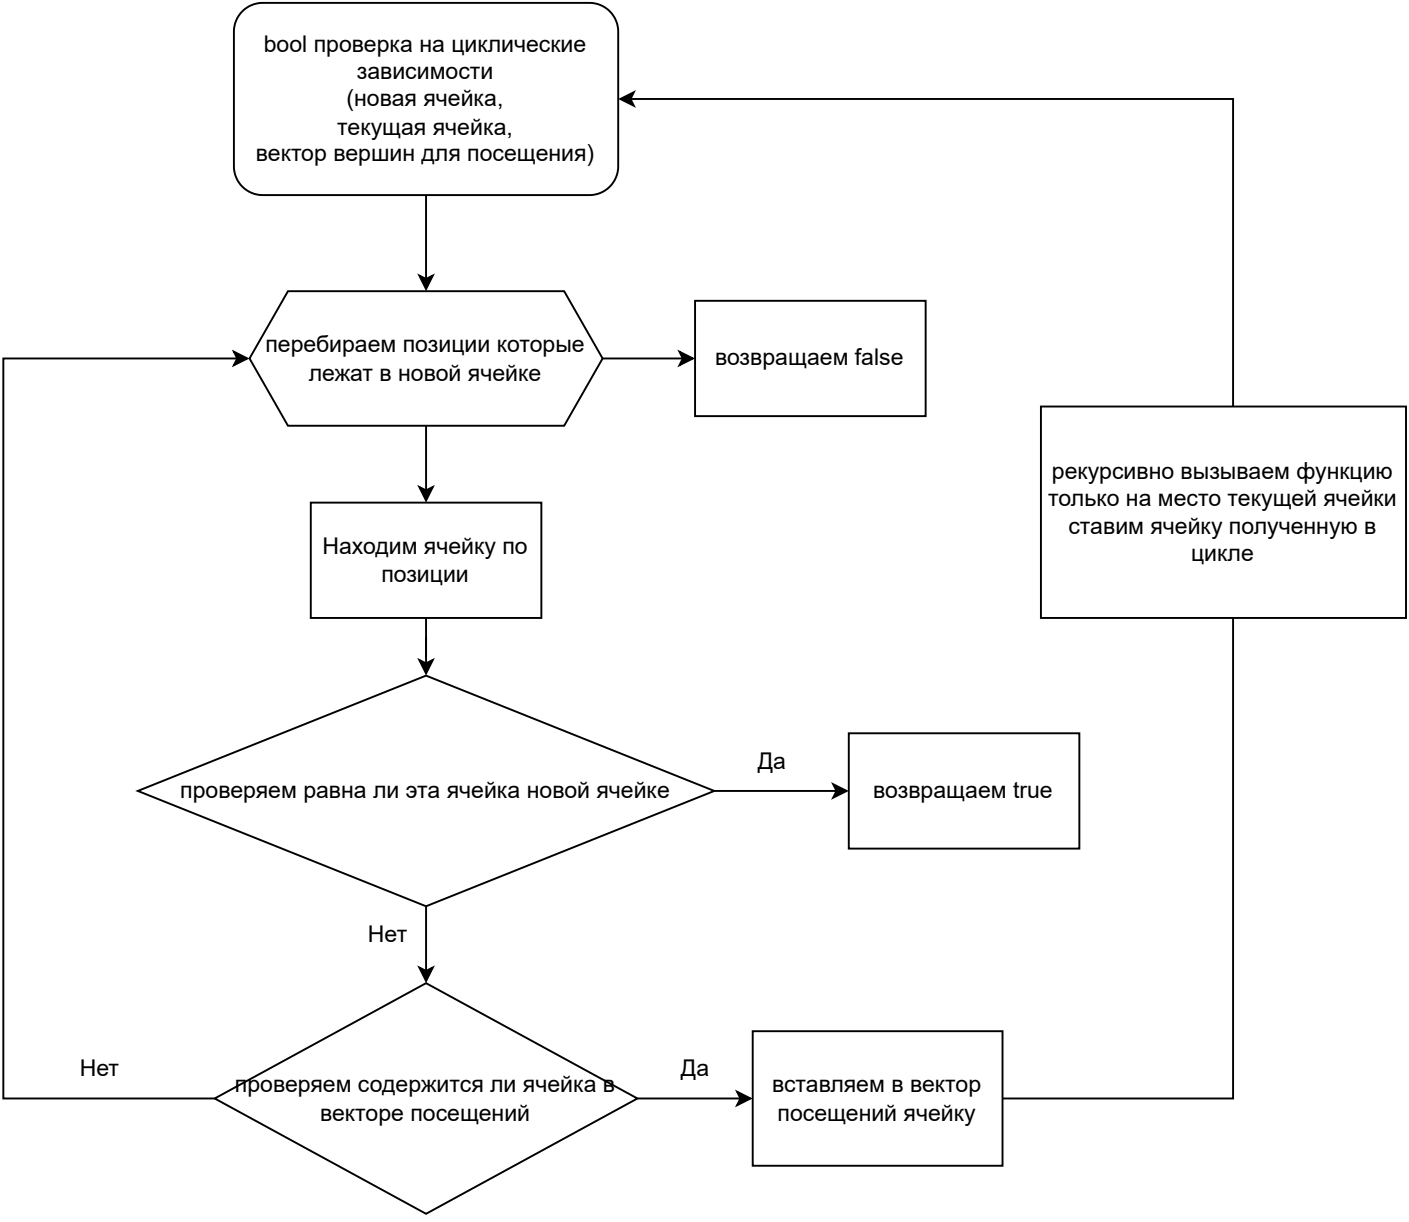 bool проверка на циклические
зависимости
(новая ячейка,
текущая ячейка,
вектор вершин для посещения)
перебираем позиции которые
лежат в новой ячейке
возвращаем false
рекурсивно вызываем функцию
только на место текущей ячейки
ставим ячейку полученную в
цикле
Находим ячейку по
позиции
проверяем равна ли эта ячейка новой ячейке
Да
возвращаем true
Нет
проверяем содержится ли ячейка в
векторе посещений
Нет
Да
вставляем в вектор
посещений ячейку